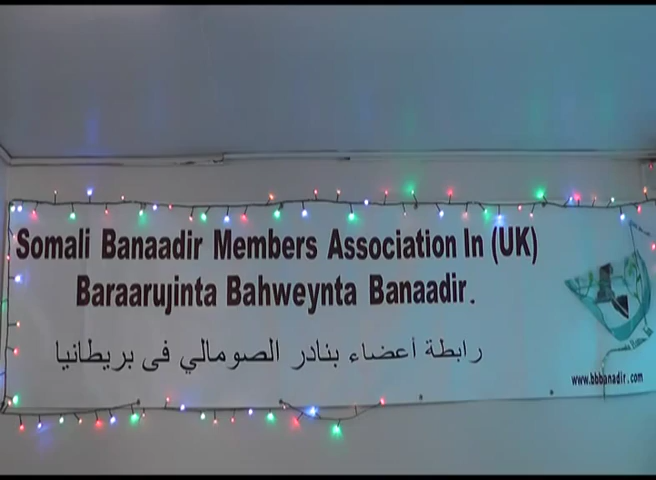 Somali Banaadir Members Association In (UK)
Baraarujinta Bahweynta Banaadir.
رابطة أعضاء بنادر الصومالي فى بريطانيا
www.bbbanadir.com